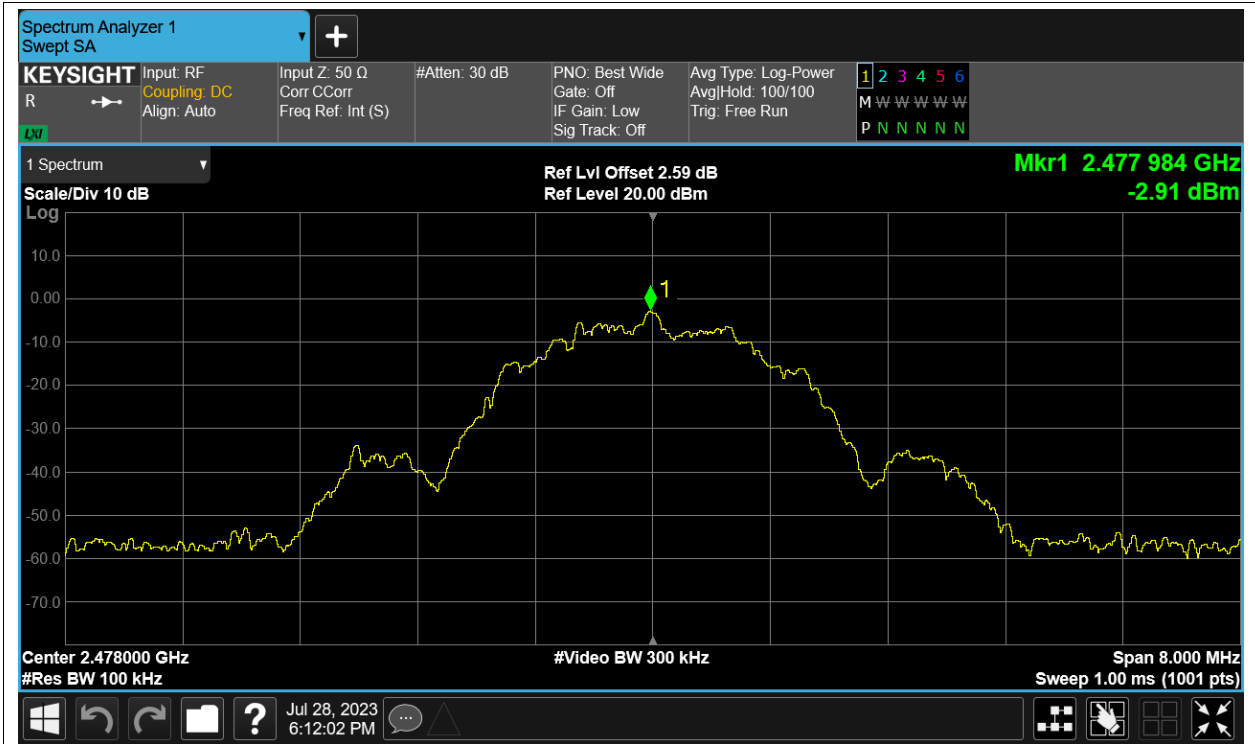 Spectrum Analyzer 1
Swept SA
KEYSIGHT
R
LXI
Input: RF
Coupling: DC
Align: Auto
Input Z: 50 Ω
Corr CCorr
Freq Ref: Int (S)
#Atten: 30 dB
PNO: Best Wide
Gate: Off
IF Gain: Low
Sig Track: Off
Avg Type: Log-Power
Avg|Hold: 100/100
Trig: Free Run
1 2 3 4 5 6
M W W W W W
P N N N N N
1 Spectrum
Scale/Div 10 dB
Log
Ref Lvl Offset 2.59 dB
Ref Level 20.00 dBm
Mkr1 2.477 984 GHz
-2.91 dBm
1
10.0
0.00
-10.0
-20.0
-30.0
-40.0
-50.0
-60.0
-70.0
Center 2.478000 GHz
#Res BW 100 kHz
#Video BW 300 kHz
Span 8.000 MHz
Sweep 1.00 ms (1001 pts)
?
Jul 28, 2023
6:12:02 PM